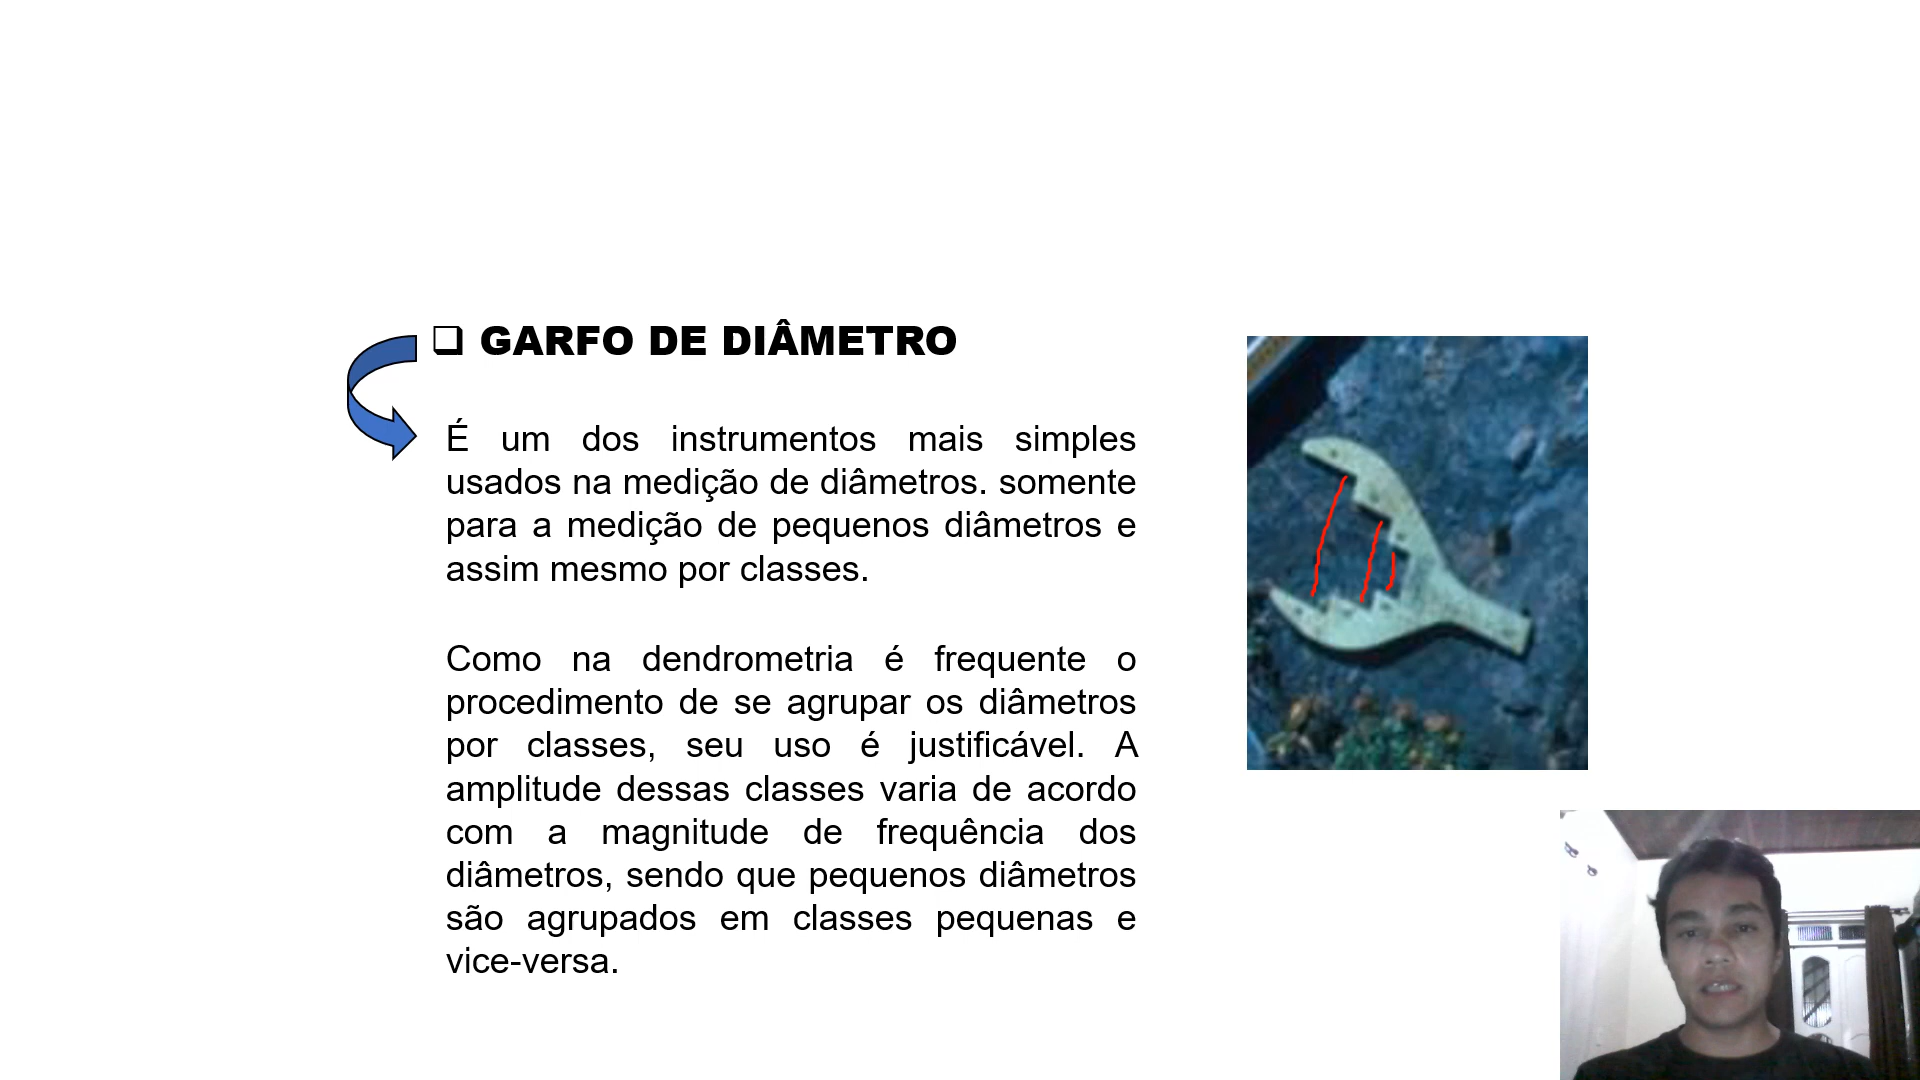 GARFO DE DIÂMETRO
É um dos instrumentos mais simples
usados na medição de diâmetros. somente
para a medição de pequenos diâmetros e
assim mesmo por classes.
Como na dendrometria é frequente o
procedimento de se agrupar os diâmetros
por classes, seu uso é justificável. A
amplitude dessas classes varia de acordo
com a magnitude de frequência dos
diâmetros, sendo que pequenos diâmetros
são agrupados em classes pequenas e
vice-versa.